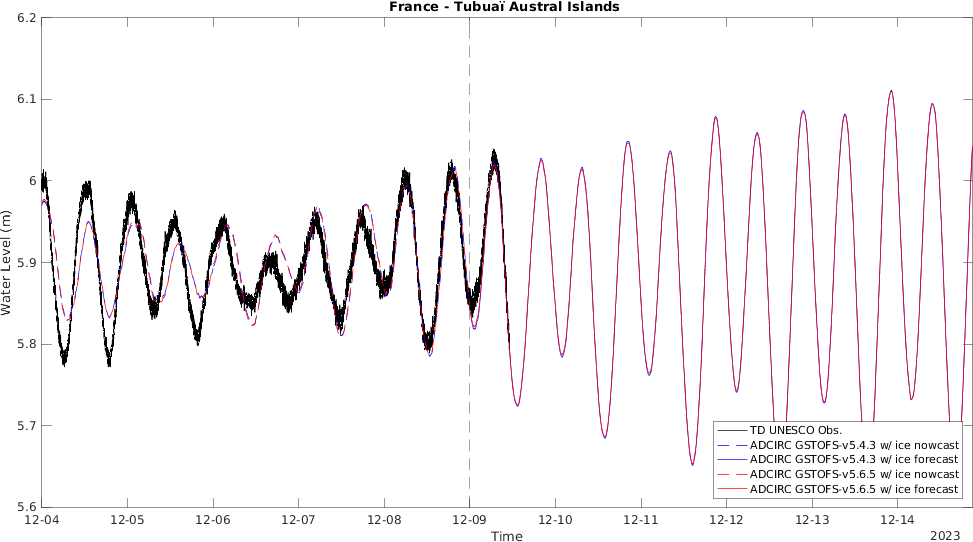 France - Tubuaï Austral Islands
6.2
6.1
6
5.9
5.8
5.7
5.6
Water Level (m)
TD UNESCO Obs.
ADCIRC GSTOFS-v5.4.3 w/ ice nowcast
ADCIRC GSTOFS-v5.4.3 w/ ice forecast
ADCIRC GSTOFS-v5.6.5 w/ ice nowcast
ADCIRC GSTOFS-v5.6.5 w/ ice forecast
12-04 12-05 12-06 12-07 12-08 12-09 12-10 12-11 12-12 12-13 12-14
Time
2023